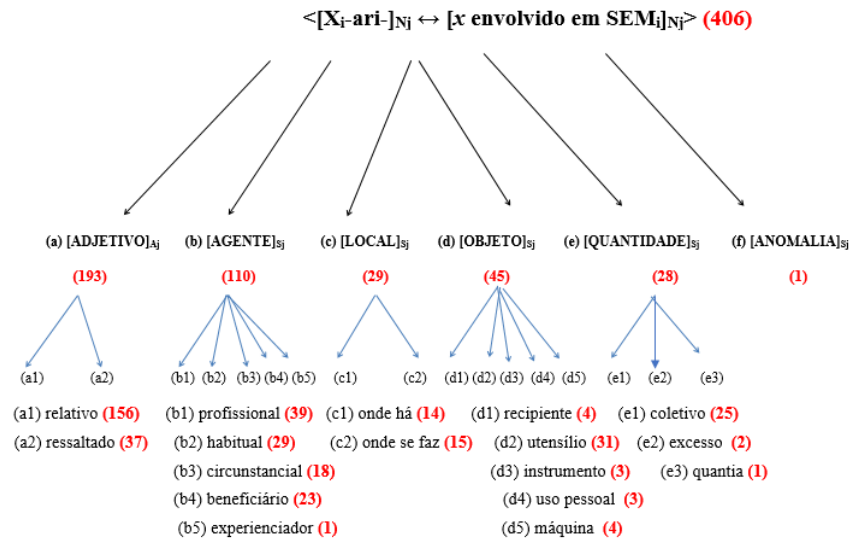 <[Xi-ari-]Nj ↔ [x envolvido em SEMi]Nj> (406)
(a) [ADJETIVO]Aj (b) [AGENTE]Sj (c) [LOCAL]Sj (d) [OBJETO]Sj (e) [QUANTIDADE]Sj (f) [ANOMALIA]Sj
(193) (110) (29) (45) (28) (1)
(a1) (a2) (b1) (b2) (b3) (b4) (b5) (c1) (c2) (d1) (d2) (d3) (d4) (d5) (e1) (e2) (e3)
(a1) relativo (156) (b1) profissional (39) (c1) onde há (14) (d1) recipiente (4) (e1) coletivo (25)
(a2) ressaltado (37) (b2) habitual (29) (c2) onde se faz (15) (d2) utensílio (31) (e2) excesso (2)
(b3) circunstancial (18) (d3) instrumento (3) (e3) quantia (1)
(b4) beneficiário (23) (d4) uso pessoal (3)
(b5) experienciador (1) (d5) máquina (4)